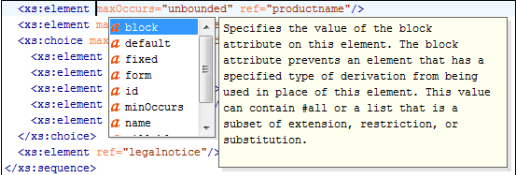 <xs:element maxOccurs="unbounded" ref="productname"/>
<xs:element ma
<xs:choice max
<xs:element
<xs:element
<xs:element
<xs:element
<xs:element
</xs:choice>
<xs:element ref="legalnotice"/>
</xs:sequence>
a block
a default
a fixed
a form
a id
a minOccurs
a name
Specifies the value of the block
attribute on this element. The block
attribute prevents an element that has a
specified type of derivation from being
used in place of this element. This value
can contain #all or a list that is a
subset of extension, restriction, or
substitution.